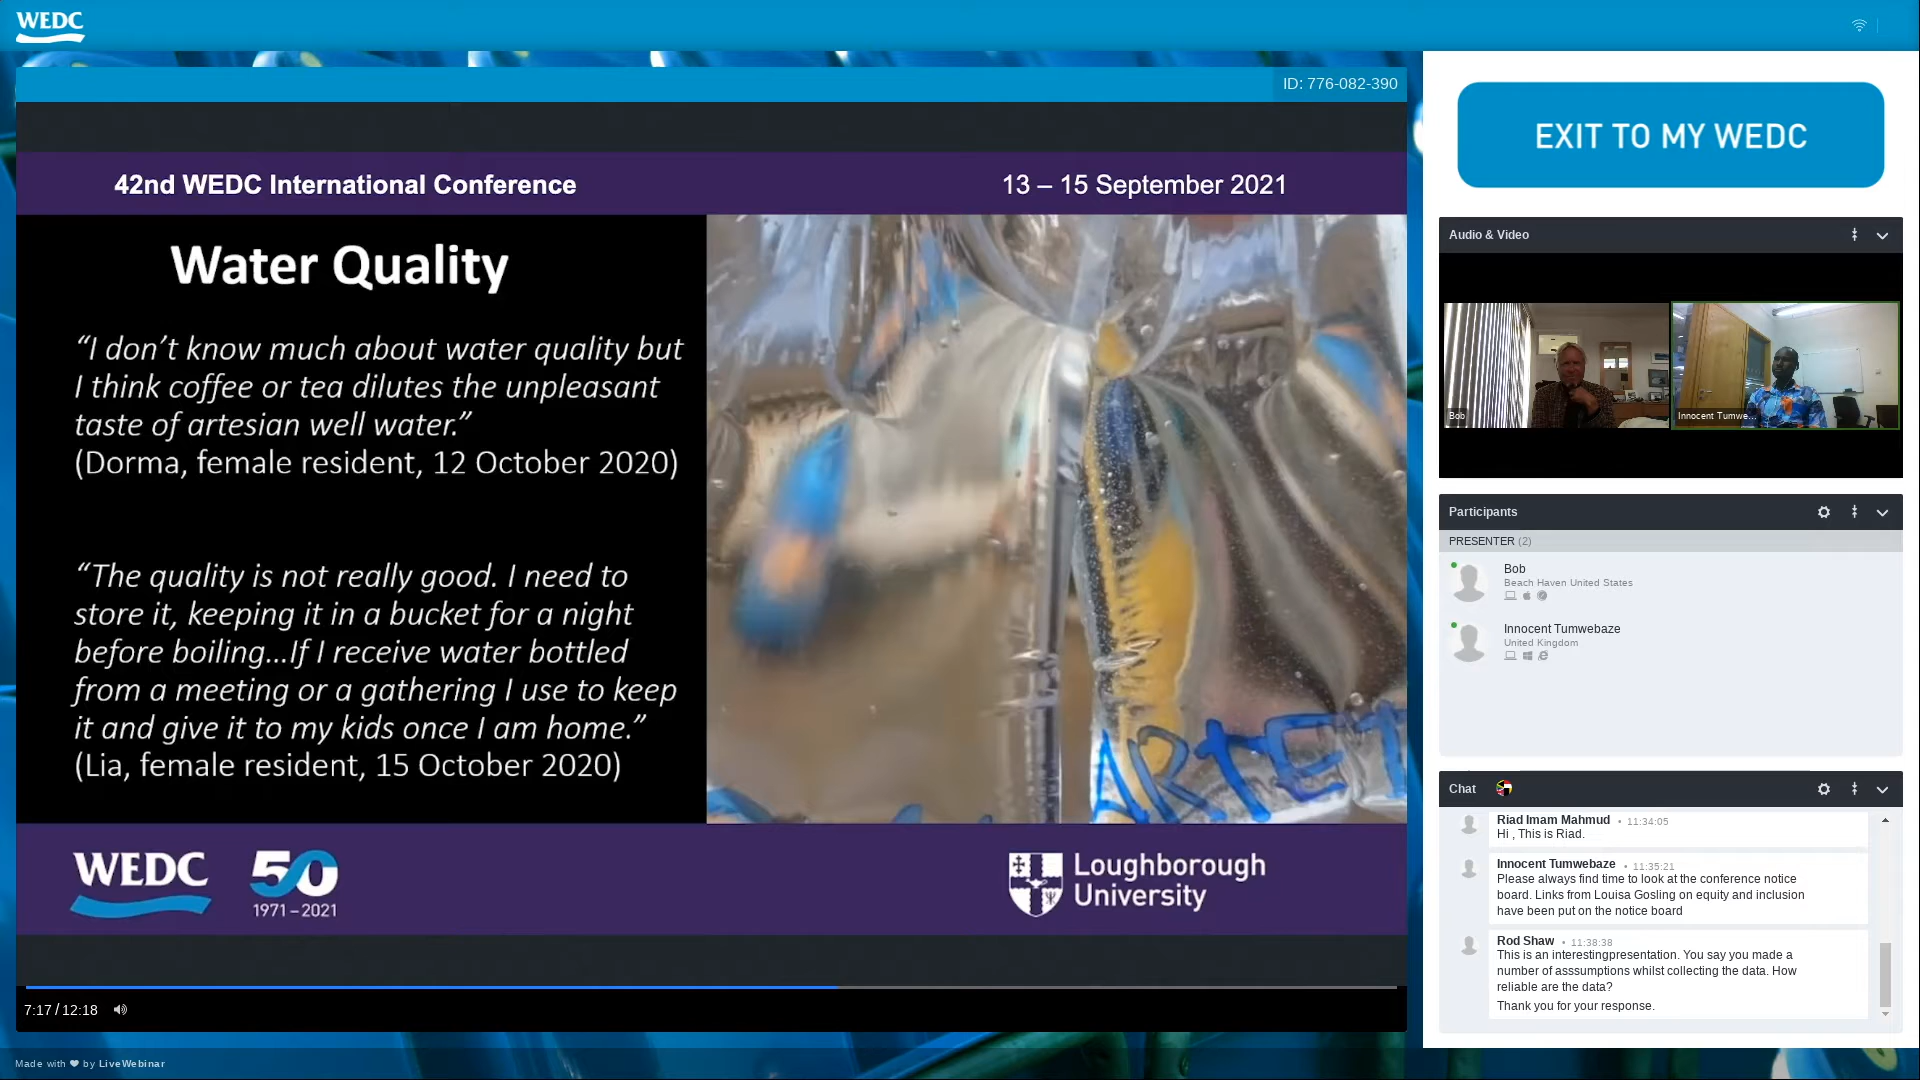 WEDC
ID: 776-082-390
42nd WEDC International Conference
13 – 15 September 2021
Water Quality
“I don’t know much about water quality but
I think coffee or tea dilutes the unpleasant
taste of artesian well water.”
(Dorma, female resident, 12 October 2020)
“The quality is not really good. I need to
store it, keeping it in a bucket for a night
before boiling...If I receive water bottled
from a meeting or a gathering I use to keep
it and give it to my kids once I am home.”
(Lia, female resident, 15 October 2020)
ARTET
WEDC
50
1971 – 2021
Loughborough
University
7:17 / 12:18
Made with ❤ by LiveWebinar
EXIT TO MY WEDC
Audio & Video
Bob
Innocent Tumwe...
Participants
PRESENTER (2)
Bob
Beach Haven United States
Innocent Tumwebaze
United Kingdom
Chat
Riad Imam Mahmud • 11:34:05
Hi , This is Riad.
Innocent Tumwebaze • 11:35:21
Please always find time to look at the conference notice
board. Links from Louisa Gosling on equity and inclusion
have been put on the notice board
Rod Shaw • 11:38:38
This is an interestingpresentation. You say you made a
number of asssumptions whilst collecting the data. How
reliable are the data?
Thank you for your response.